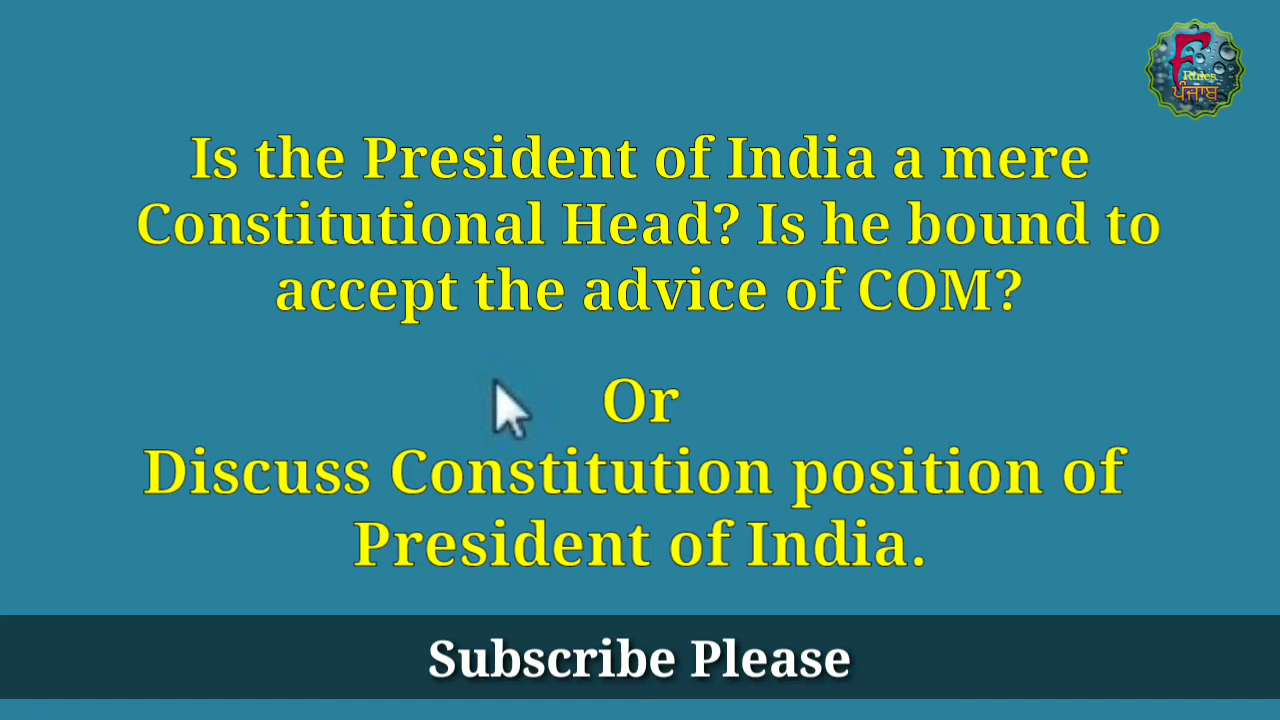 F
Rules
ਪੰਜਾਬ
Is the President of India a mere
Constitutional Head? Is he bound to
accept the advice of COM?
Or
Discuss Constitution position of
President of India.
Subscribe Please